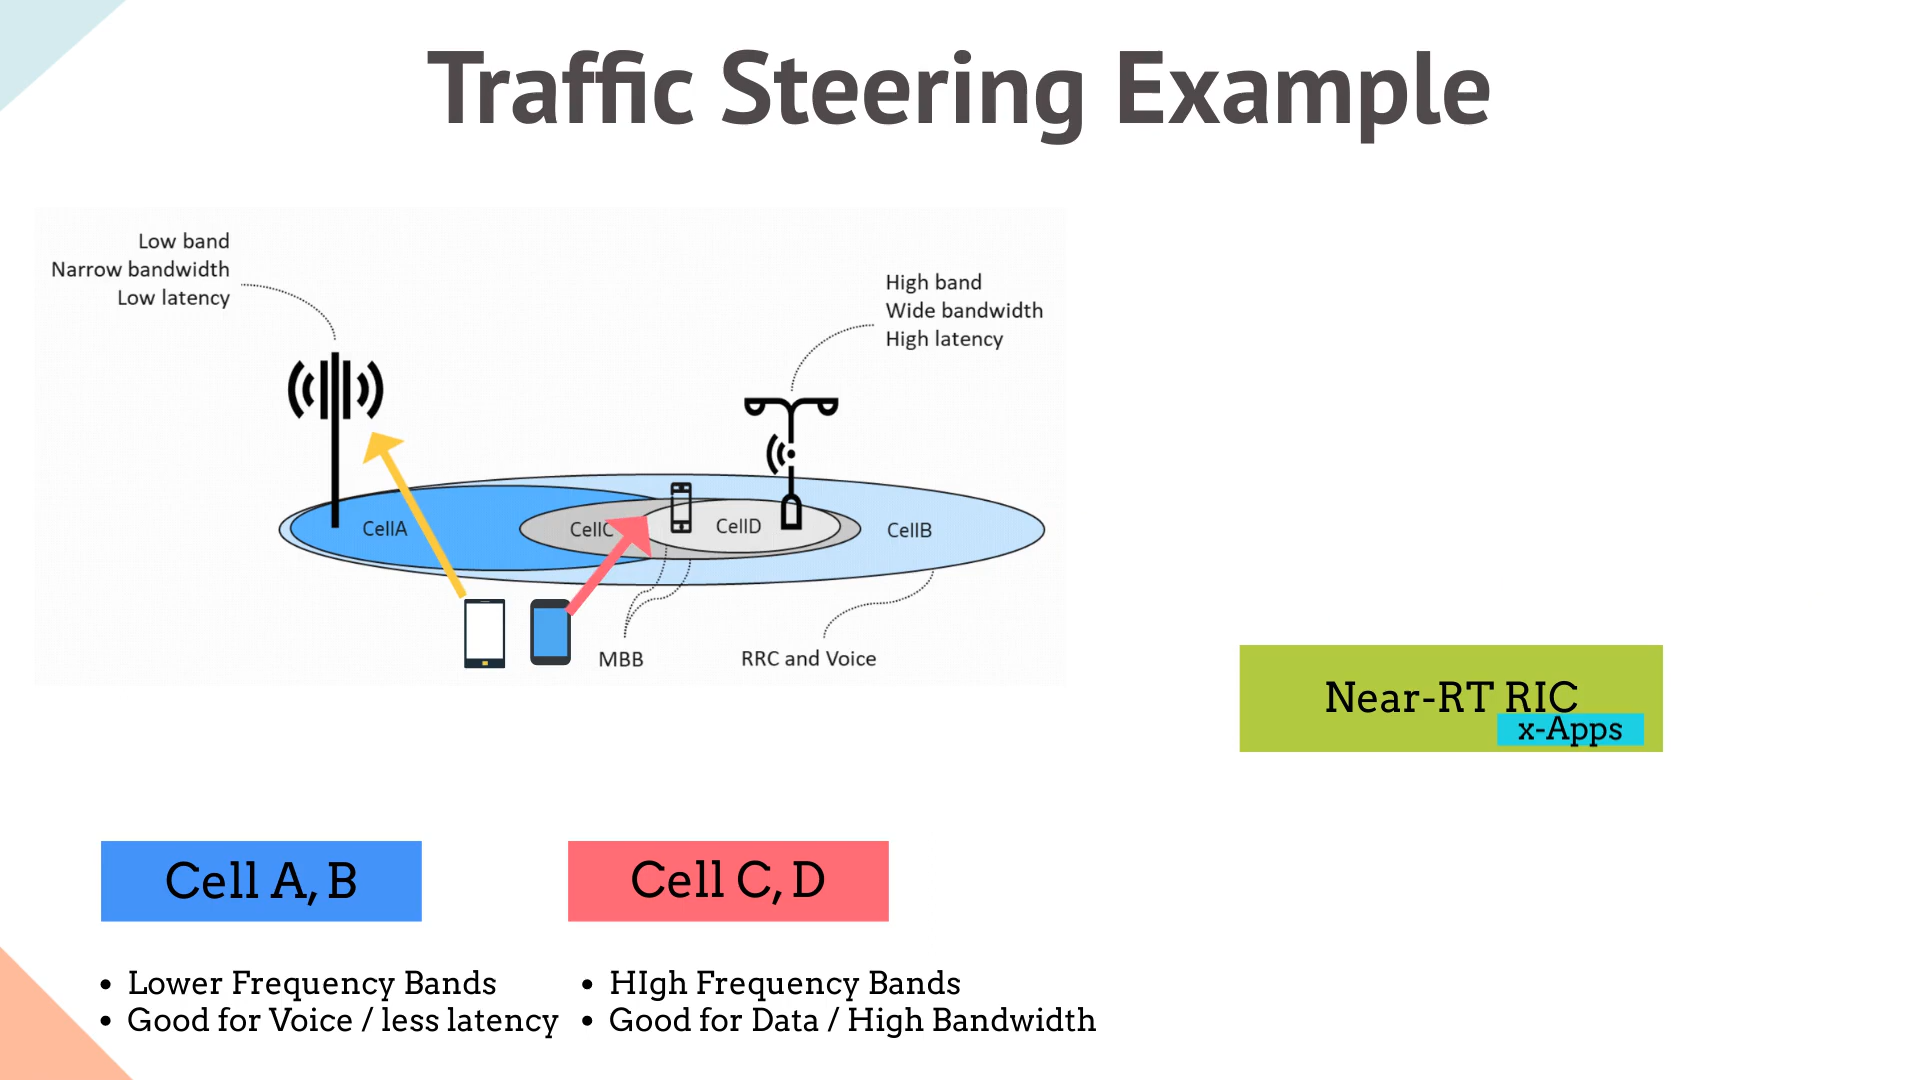 Traffic Steering Example
Low band
Narrow bandwidth
Low latency
High band
Wide bandwidth
High latency
CellA
CellC
CellD
CellB
MBB
RRC and Voice
Near-RT RIC
x-Apps
Cell A, B
Cell C, D
• Lower Frequency Bands
• Good for Voice / less latency
• HIgh Frequency Bands
• Good for Data / High Bandwidth